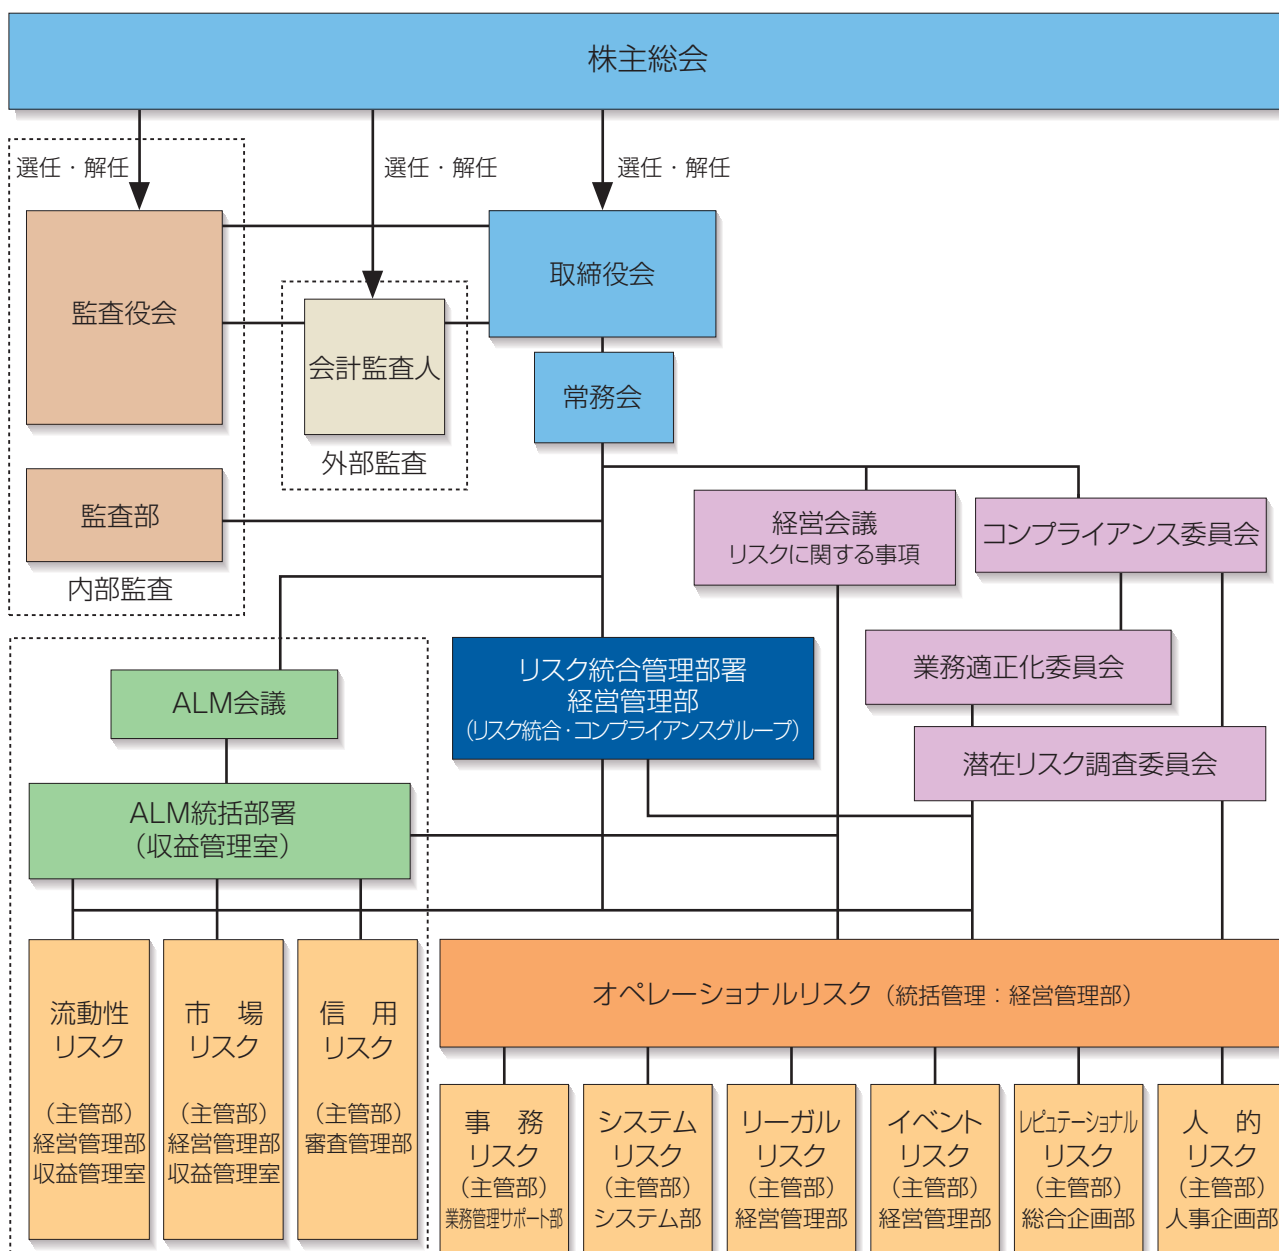 株主総会
選任・解任
選任・解任
選任・解任
監査役会
取締役会
会計監査人
常務会
外部監査
監査部
内部監査
経営会議
リスクに関する事項
コンプライアンス委員会
業務適正化委員会
潜在リスク調査委員会
リスク統合管理部署
経営管理部
(リスク統合・コンプライアンスグループ)
ALM会議
ALM統括部署
(収益管理室)
流動性
リスク
(主管部)
経営管理部
収益管理室
市 場
リスク
(主管部)
経営管理部
収益管理室
信 用
リスク
(主管部)
審査管理部
オペレーショナルリスク (統括管理:経営管理部)
事 務
リスク
(主管部)
業務管理サポート部
システム
リスク
(主管部)
システム部
リーガル
リスク
(主管部)
経営管理部
イベント
リスク
(主管部)
経営管理部
レピュテーショナル
リスク
(主管部)
総合企画部
人 的
リスク
(主管部)
人事企画部